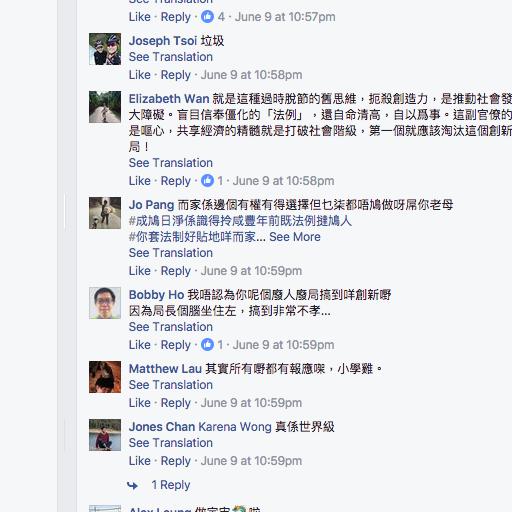 See Translation
Like · Reply · 4 · June 9 at 10:57pm
Joseph Tsoi 垃圾
See Translation
Like · Reply · June 9 at 10:58pm
Elizabeth Wan 就是這種過時脫節的舊思維，扼殺創造力，是推動社會發
大障礙。盲目信奉僵化的「法例」，還自命清高，自以爲事。這副官僚的
是嘔心，共享經濟的精髓就是打破社會階級，第一個就應該淘汰這個創新
局！
See Translation
Like · Reply · 1 · June 9 at 10:58pm
Jo Pang 而家係邊個有權有得選擇但乜柒都唔鳩做呀屌你老母
#成鳩日淨係識得拎咸豐年前既法例撻鳩人
#你套法制好貼地咩而家... See More
See Translation
Like · Reply · June 9 at 10:59pm
Bobby Ho 我唔認為你呢個廢人廢局搞到咩創新嘢
因為局長個腦坐住左，搞到非常不孝...
See Translation
Like · Reply · 1 · June 9 at 10:59pm
Matthew Lau 其實所有嘢都有報應㗎，小學雞。
See Translation
Like · Reply · June 9 at 10:59pm
Jones Chan Karena Wong 真係世界級
See Translation
Like · Reply · June 9 at 10:59pm
1 Reply
Alex Leung